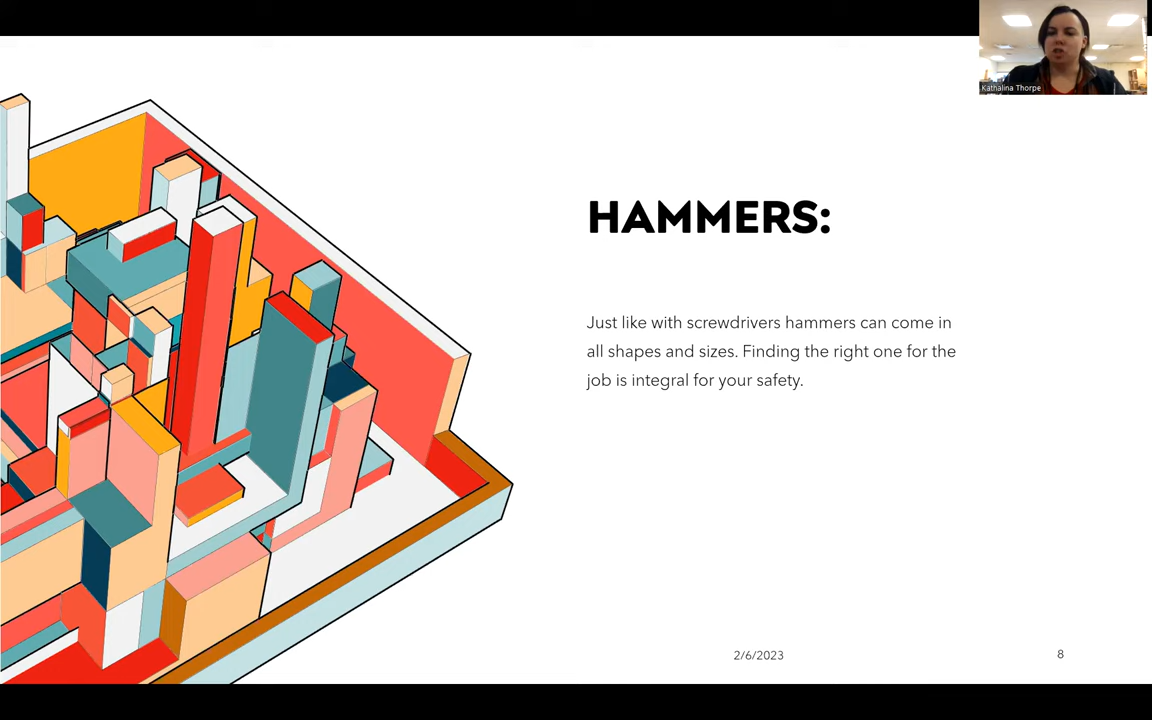 Kathalina Thorpe
HAMMERS:
Just like with screwdrivers hammers can come in
all shapes and sizes. Finding the right one for the
job is integral for your safety.
2/6/2023
8